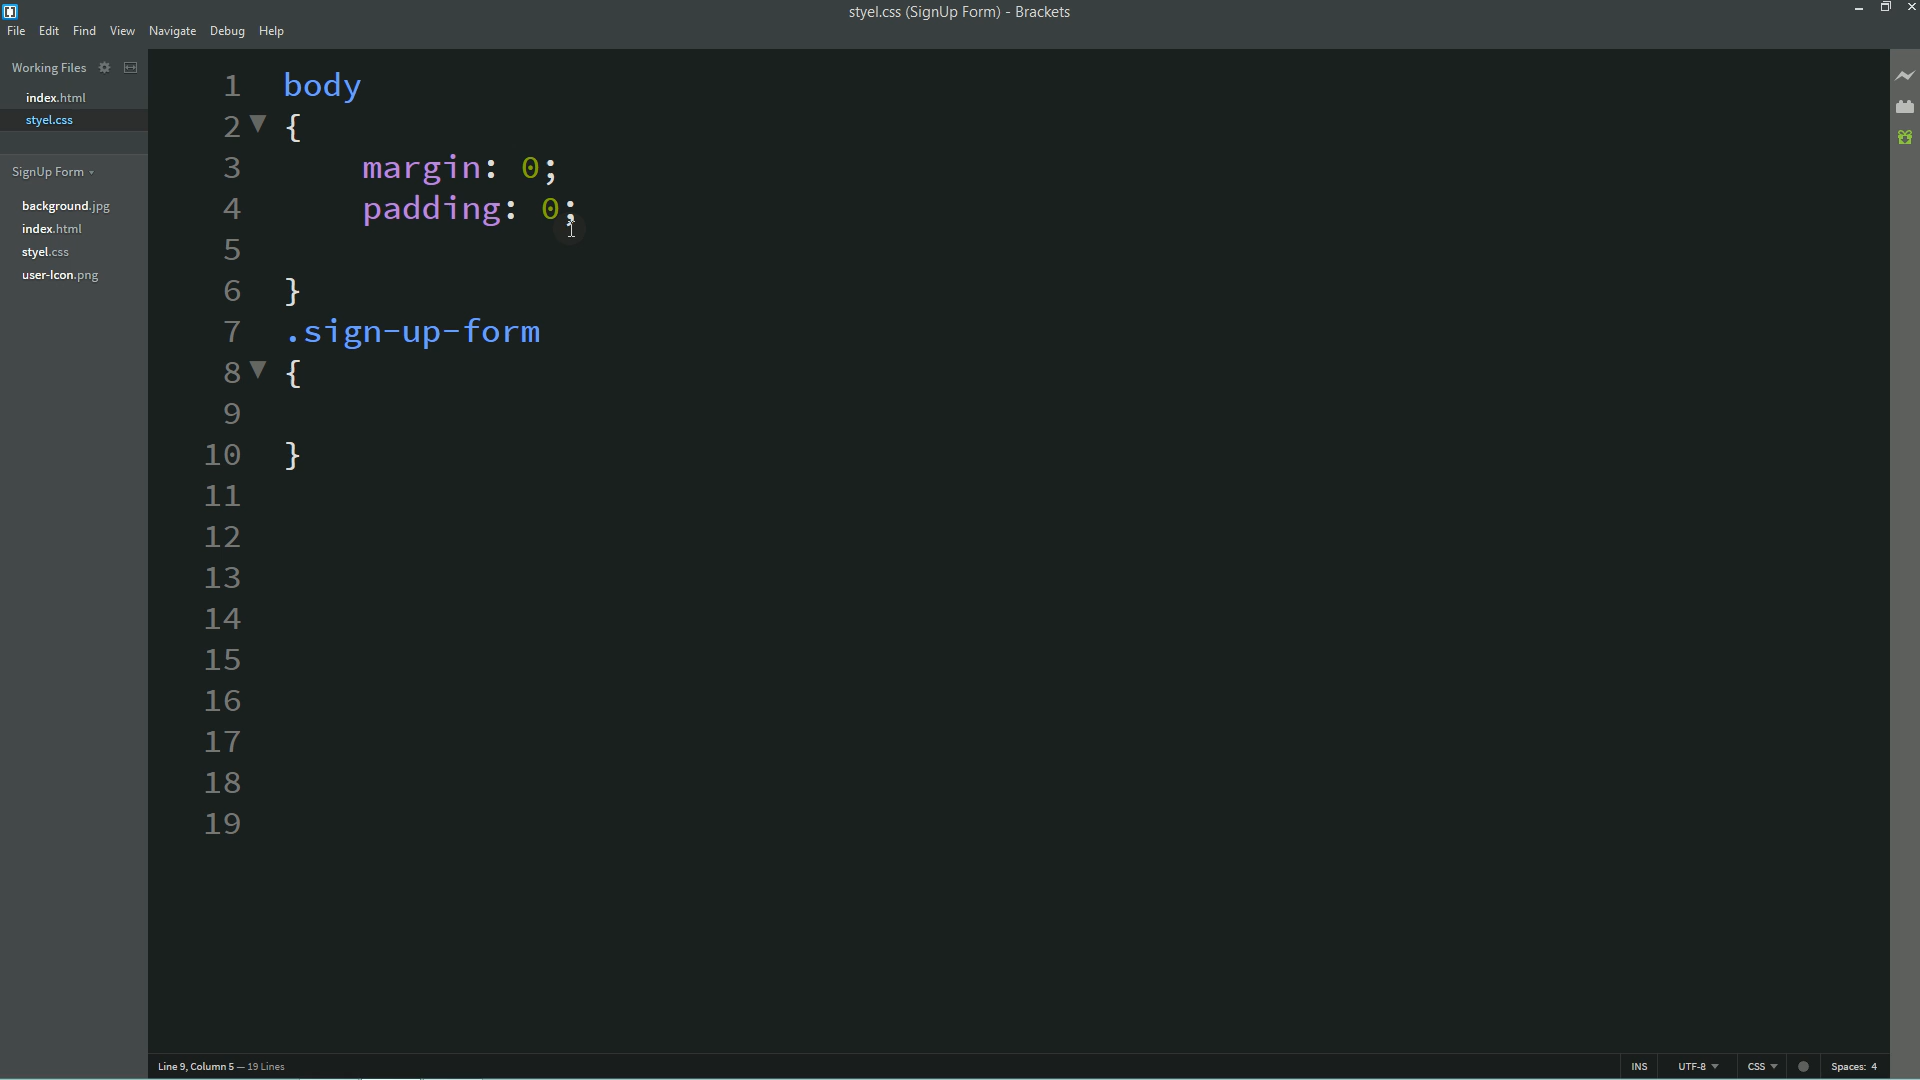 styel.css (SignUp Form) - Brackets
File Edit Find View Navigate Debug Help
Working Files
index.html
styel.css
SignUp Form
background.jpg
index.html
styel.css
user-Icon.png
1 body
2 {
3 margin: 0;
4 padding: 0;
5
6 }
7 .sign-up-form
8 {
9
10 }
11
12
13
14
15
16
17
18
19
Line 9, Column 5 — 19 Lines
INS UTF-8 CSS Spaces: 4